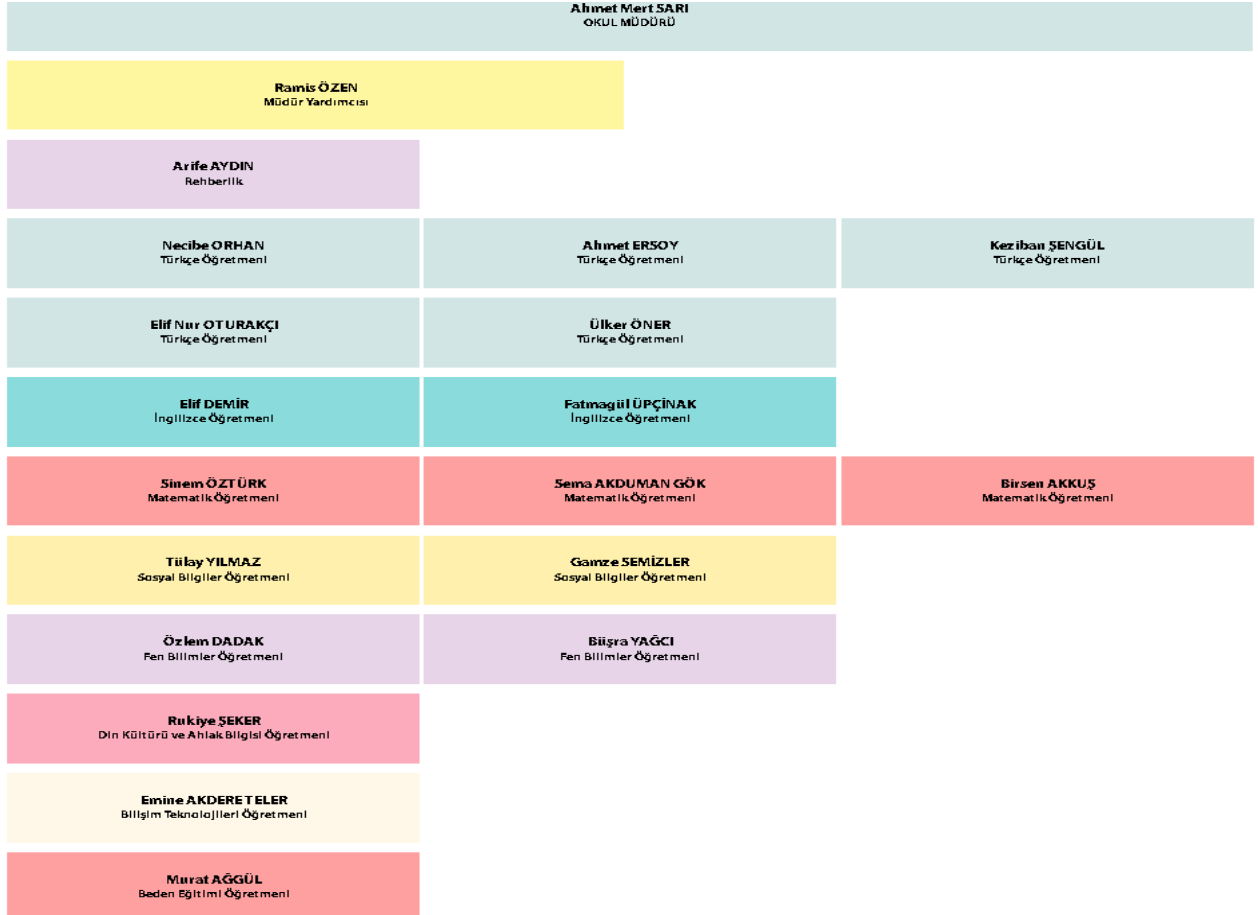 Ahmet Mert SARI
OKUL MÜDÜRÜ
Ramis ÖZEN
Müdür Yardımcısı
Arife AYDIN
Rehberlik
Necibe ORHAN
Türkçe Öğretmeni
Ahmet ERSOY
Türkçe Öğretmeni
Keziban ŞENGÜL
Türkçe Öğretmeni
Elif Nur OTURAKÇI
Türkçe Öğretmeni
Ülker ÖNER
Türkçe Öğretmeni
Elif DEMİR
İngilizce Öğretmeni
Fatmagül ÜPÇİNAK
İngilizce Öğretmeni
Sinem ÖZTÜRK
Matematik Öğretmeni
Sema AKDUMAN GÖK
Matematik Öğretmeni
Birsen AKKUŞ
Matematik Öğretmeni
Tülay YILMAZ
Sosyal Bilgiler Öğretmeni
Gamze SEMİZLER
Sosyal Bilgiler Öğretmeni
Özlem DADAK
Fen Bilimler Öğretmeni
Büşra YAĞCI
Fen Bilimler Öğretmeni
Rukiye ŞEKER
Din Kültürü ve Ahlak Bilgisi Öğretmeni
Emine AKDERETELER
Bilişim Teknolojileri Öğretmeni
Murat AĞGÜL
Beden Eğitimi Öğretmeni